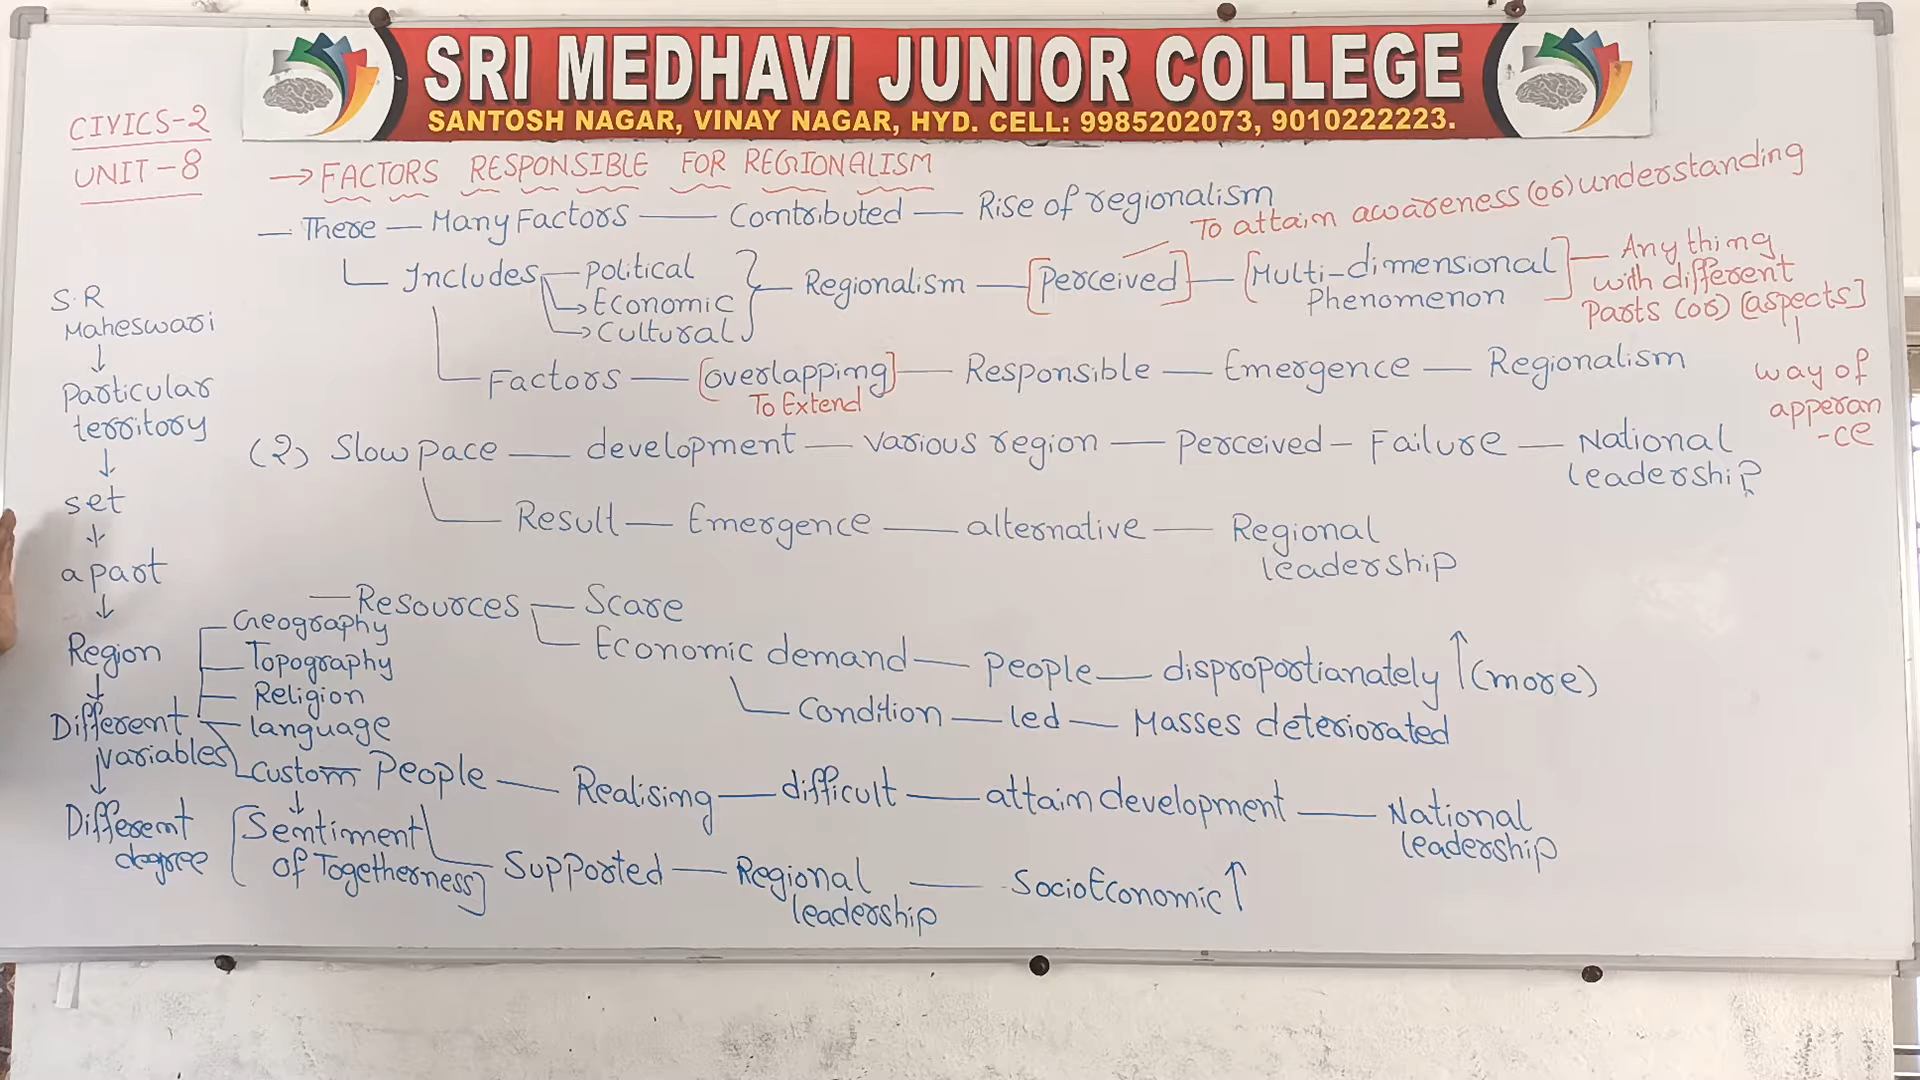 SRI MEDHAVI JUNIOR COLLEGE
SANTOSH NAGAR, VINAY NAGAR, HYD. CELL: 9985202073, 9010222223.
CIVICS-2
UNIT-8
→ FACTORS RESPONSIBLE FOR REGIONALISM
— There — Many Factors — Contributed — Rise of regionalism
To attain awareness (or) understanding
Includes — Political
→ Economic
→ Cultural
Regionalism — [Perceived] — [Multi-dimensional
Phenomenon]
— Any thing
with different
Parts (or) [aspects]
way of
apperan
-ce
Factors — [overlapping] — Responsible — Emergence — Regionalism
To Extend
(2) Slow pace — development — various region — Perceived — Failure — National
leadership
Result — Emergence — alternative — Regional
leadership
— Resources — Scare
Economic demand — People — disproportianately ↑ (more)
Condition — led — Masses deteriorated
People — Realising — difficult — attain development — National
leadership
Supported — Regional — SocioEconomic ↑
leadership
S.R
Maheswari
↓
Particular
territory
↓
set
↓
apart
↓
Region
↓
Different
variables
↓
Different
degree
Geography
Topography
Religion
language
custom
↓
[Sentiment
of Togetherness]